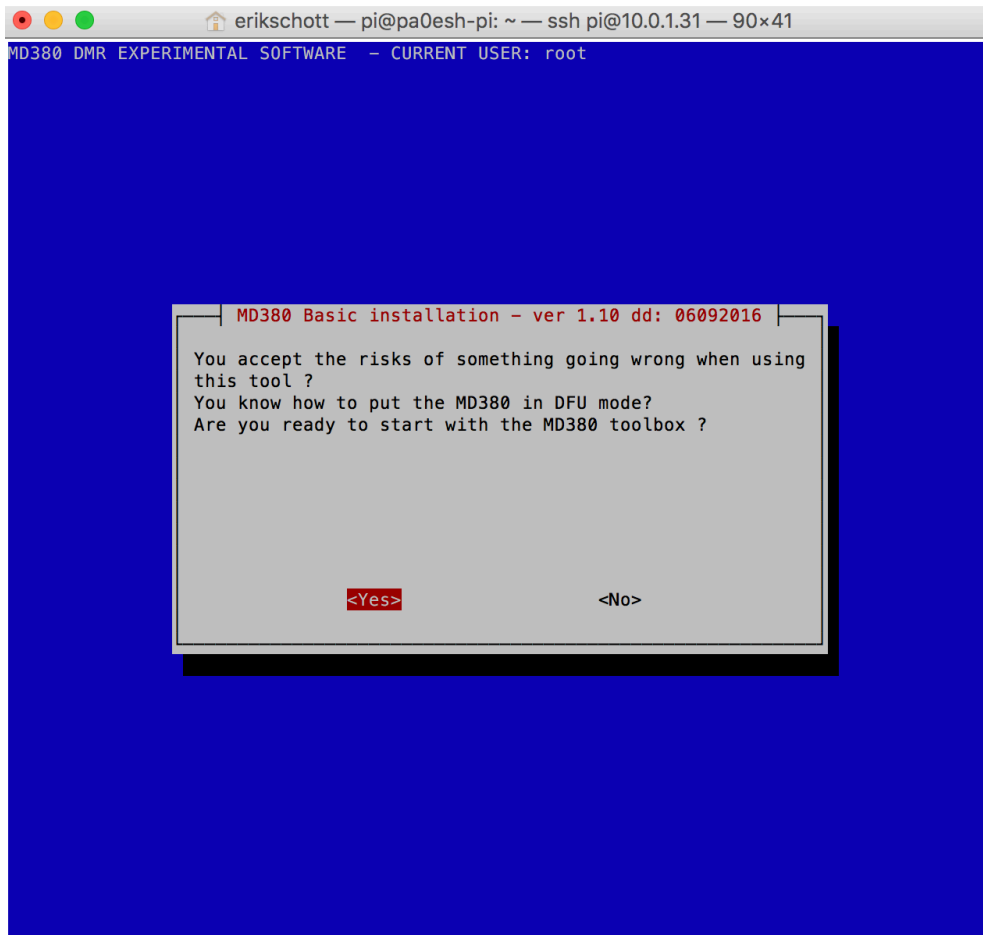 erikschott — pi@pa0esh-pi: ~ — ssh pi@10.0.1.31 — 90×41
MD380 DMR EXPERIMENTAL SOFTWARE  - CURRENT USER: root
MD380 Basic installation - ver 1.10 dd: 06092016
You accept the risks of something going wrong when using
this tool ?
You know how to put the MD380 in DFU mode?
Are you ready to start with the MD380 toolbox ?
<Yes> <No>